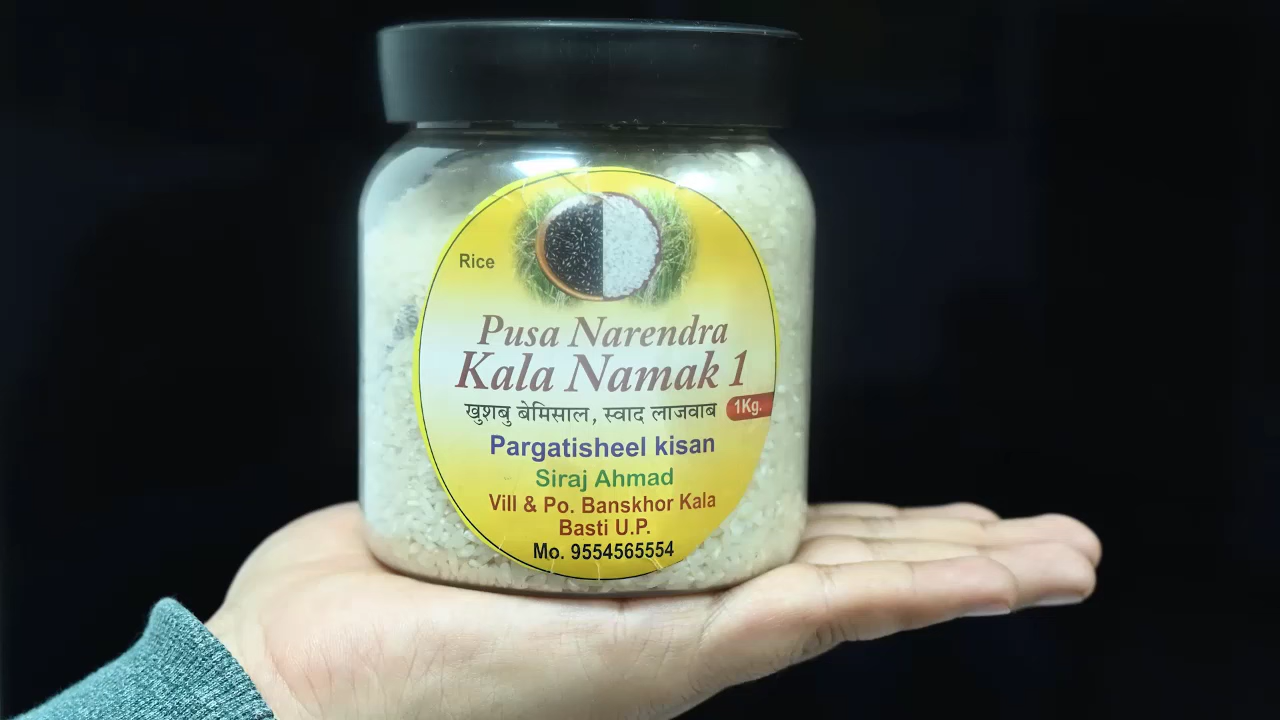 Rice
Pusa Narendra
Kala Namak 1
खुशबु बेमिसाल, स्वाद लाजवाब
1Kg.
Pargatisheel kisan
Siraj Ahmad
Vill & Po. Banskhor Kala
Basti U.P.
Mo. 9554565554